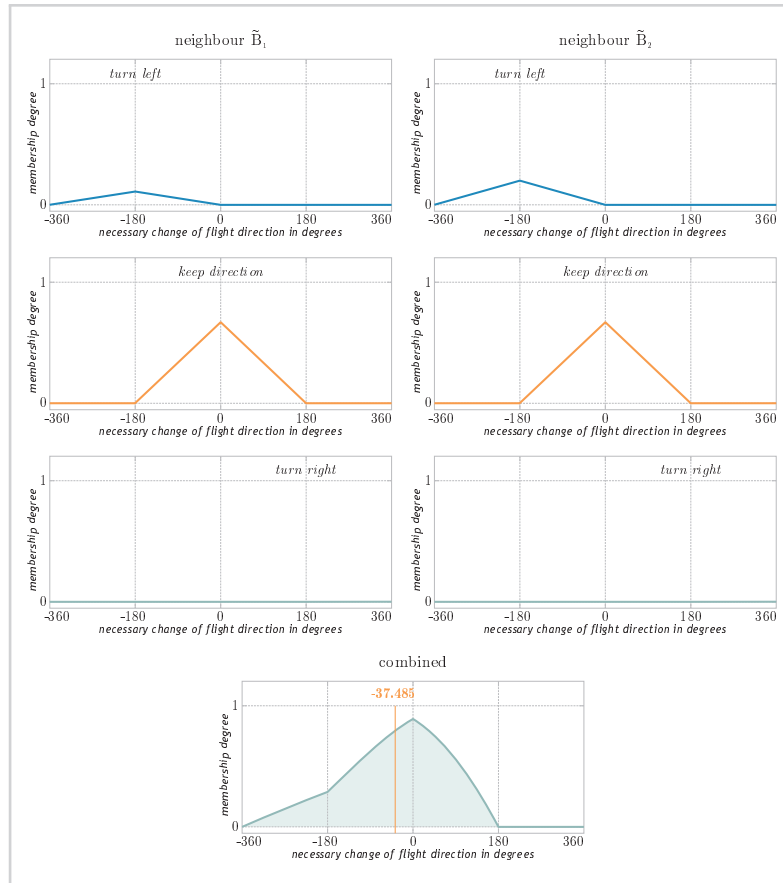 neighbour B̃₁
turn left
1
membership degree
0
-360 -180 0 180 360
necessary change of flight direction in degrees
neighbour B̃₂
turn left
1
membership degree
0
-360 -180 0 180 360
necessary change of flight direction in degrees
keep direction
1
membership degree
0
-360 -180 0 180 360
necessary change of flight direction in degrees
keep direction
1
membership degree
0
-360 -180 0 180 360
necessary change of flight direction in degrees
turn right
1
membership degree
0
-360 -180 0 180 360
necessary change of flight direction in degrees
turn right
1
membership degree
0
-360 -180 0 180 360
necessary change of flight direction in degrees
combined
-37.485
1
membership degree
0
-360 -180 0 180 360
necessary change of flight direction in degrees